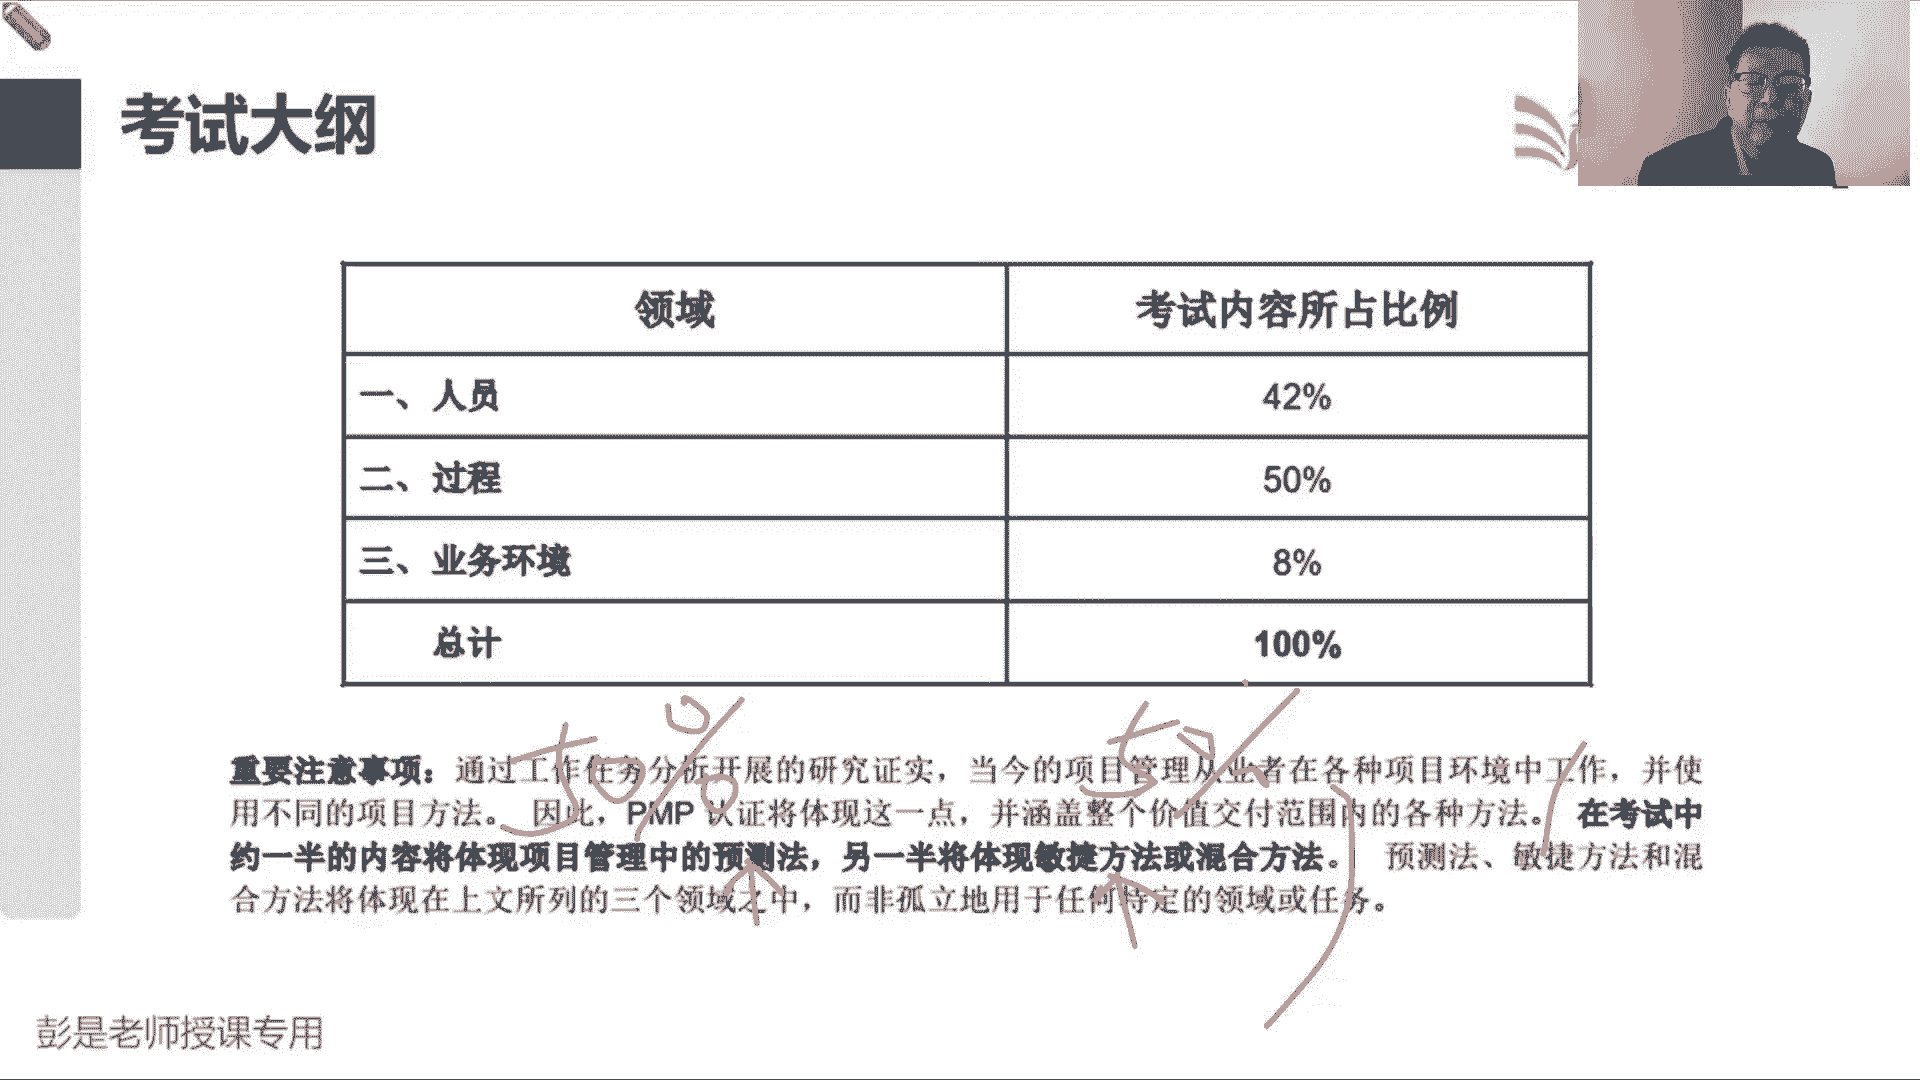 考试大纲
领域 考试内容所占比例
一、人员 42%
二、过程 50%
三、业务环境 8%
总计 100%
50% 50%
重要注意事项：通过工作任务分析开展的研究证实，当今的项目管理从业者在各种项目环境中工作，并使
用不同的项目方法。 因此，PMP 认证将体现这一点，并涵盖整个价值交付范围内的各种方法。 在考试中
约一半的内容将体现项目管理中的预测法，另一半将体现敏捷方法或混合方法。 预测法、敏捷方法和混
合方法将体现在上文所列的三个领域之中，而非孤立地用于任何特定的领域或任务。
彭是老师授课专用